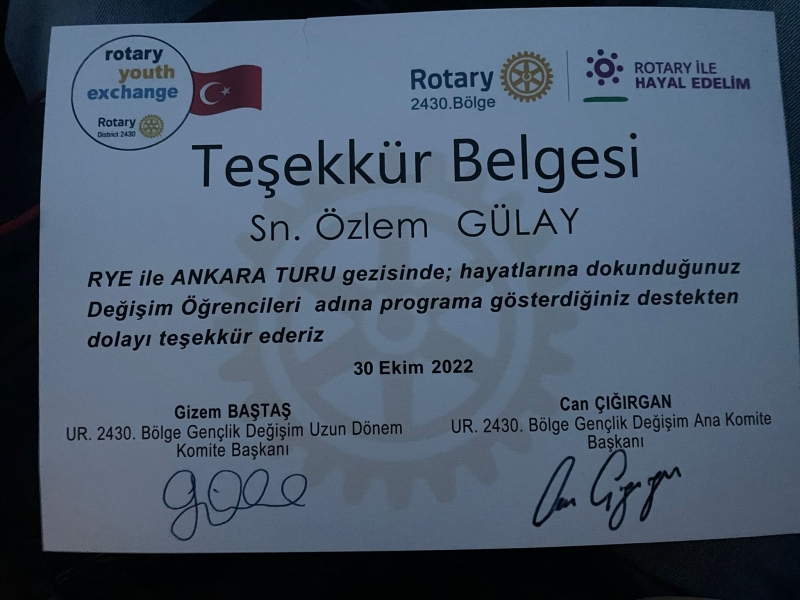 rotary
youth
exchange
Rotary
District 2430
Rotary
2430.Bölge
ROTARY İLE
HAYAL EDELİM
Teşekkür Belgesi
Sn. Özlem GÜLAY
RYE ile ANKARA TURU gezisinde; hayatlarına dokunduğunuz
Değişim Öğrencileri adına programa gösterdiğiniz destekten
dolayı teşekkür ederiz
30 Ekim 2022
Gizem BAŞTAŞ
UR. 2430. Bölge Gençlik Değişim Uzun Dönem
Komite Başkanı
Can ÇIĞIRGAN
UR. 2430. Bölge Gençlik Değişim Ana Komite
Başkanı